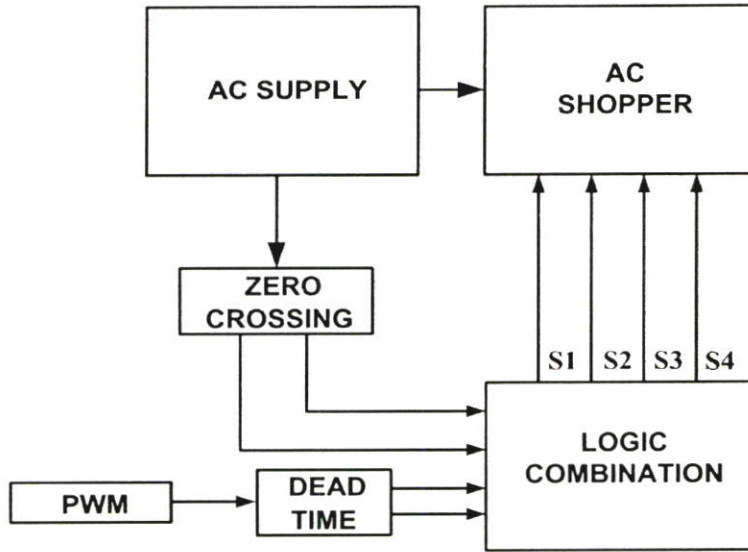 AC SUPPLY
AC
SHOPPER
ZERO
CROSSING
S1 S2 S3 S4
LOGIC
COMBINATION
PWM
DEAD
TIME